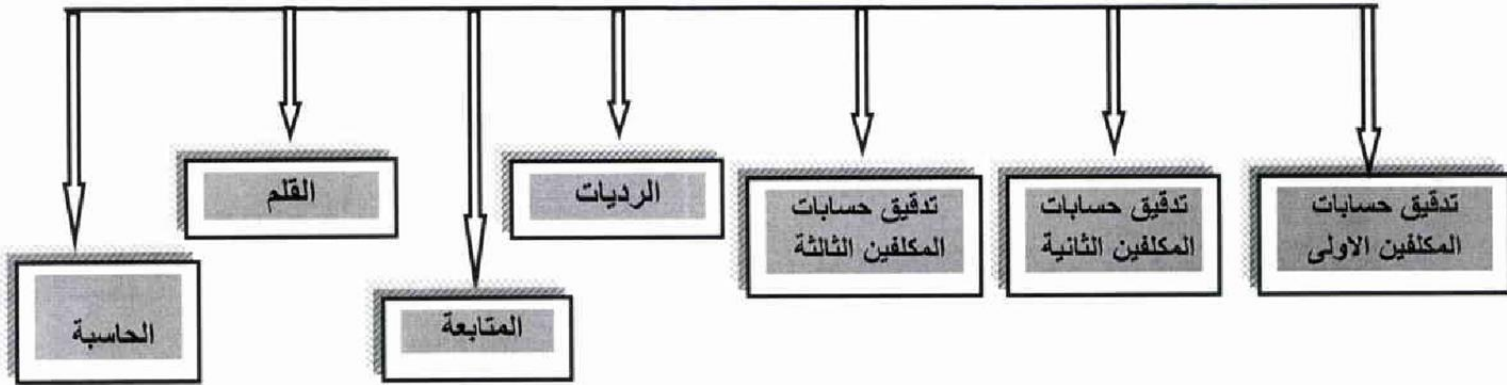 تدقيق حسابات
المكلفين الاولى
تدقيق حسابات
المكلفين الثانية
تدقيق حسابات
المكلفين الثالثة
الرديات
المتابعة
القلم
الحاسبة